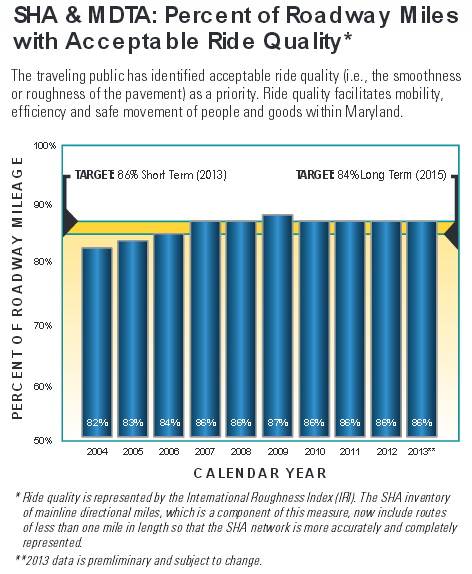 SHA & MDTA: Percent of Roadway Miles
with Acceptable Ride Quality*
The traveling public has identified acceptable ride quality (i.e., the smoothness
or roughness of the pavement) as a priority. Ride quality facilitates mobility,
efficiency and safe movement of people and goods within Maryland.
100%
TARGET: 86% Short Term (2013)
TARGET: 84% Long Term (2015)
90%
80%
70%
60%
50%
PERCENT OF ROADWAY MILEAGE
82% 83% 84% 86% 86% 87% 86% 86% 86% 86%
2004 2005 2006 2007 2008 2009 2010 2011 2012 2013**
CALENDAR YEAR
* Ride quality is represented by the International Roughness Index (IRI). The SHA inventory
of mainline directional miles, which is a component of this measure, now include routes
of less than one mile in length so that the SHA network is more accurately and completely
represented.
**2013 data is premliminary and subject to change.